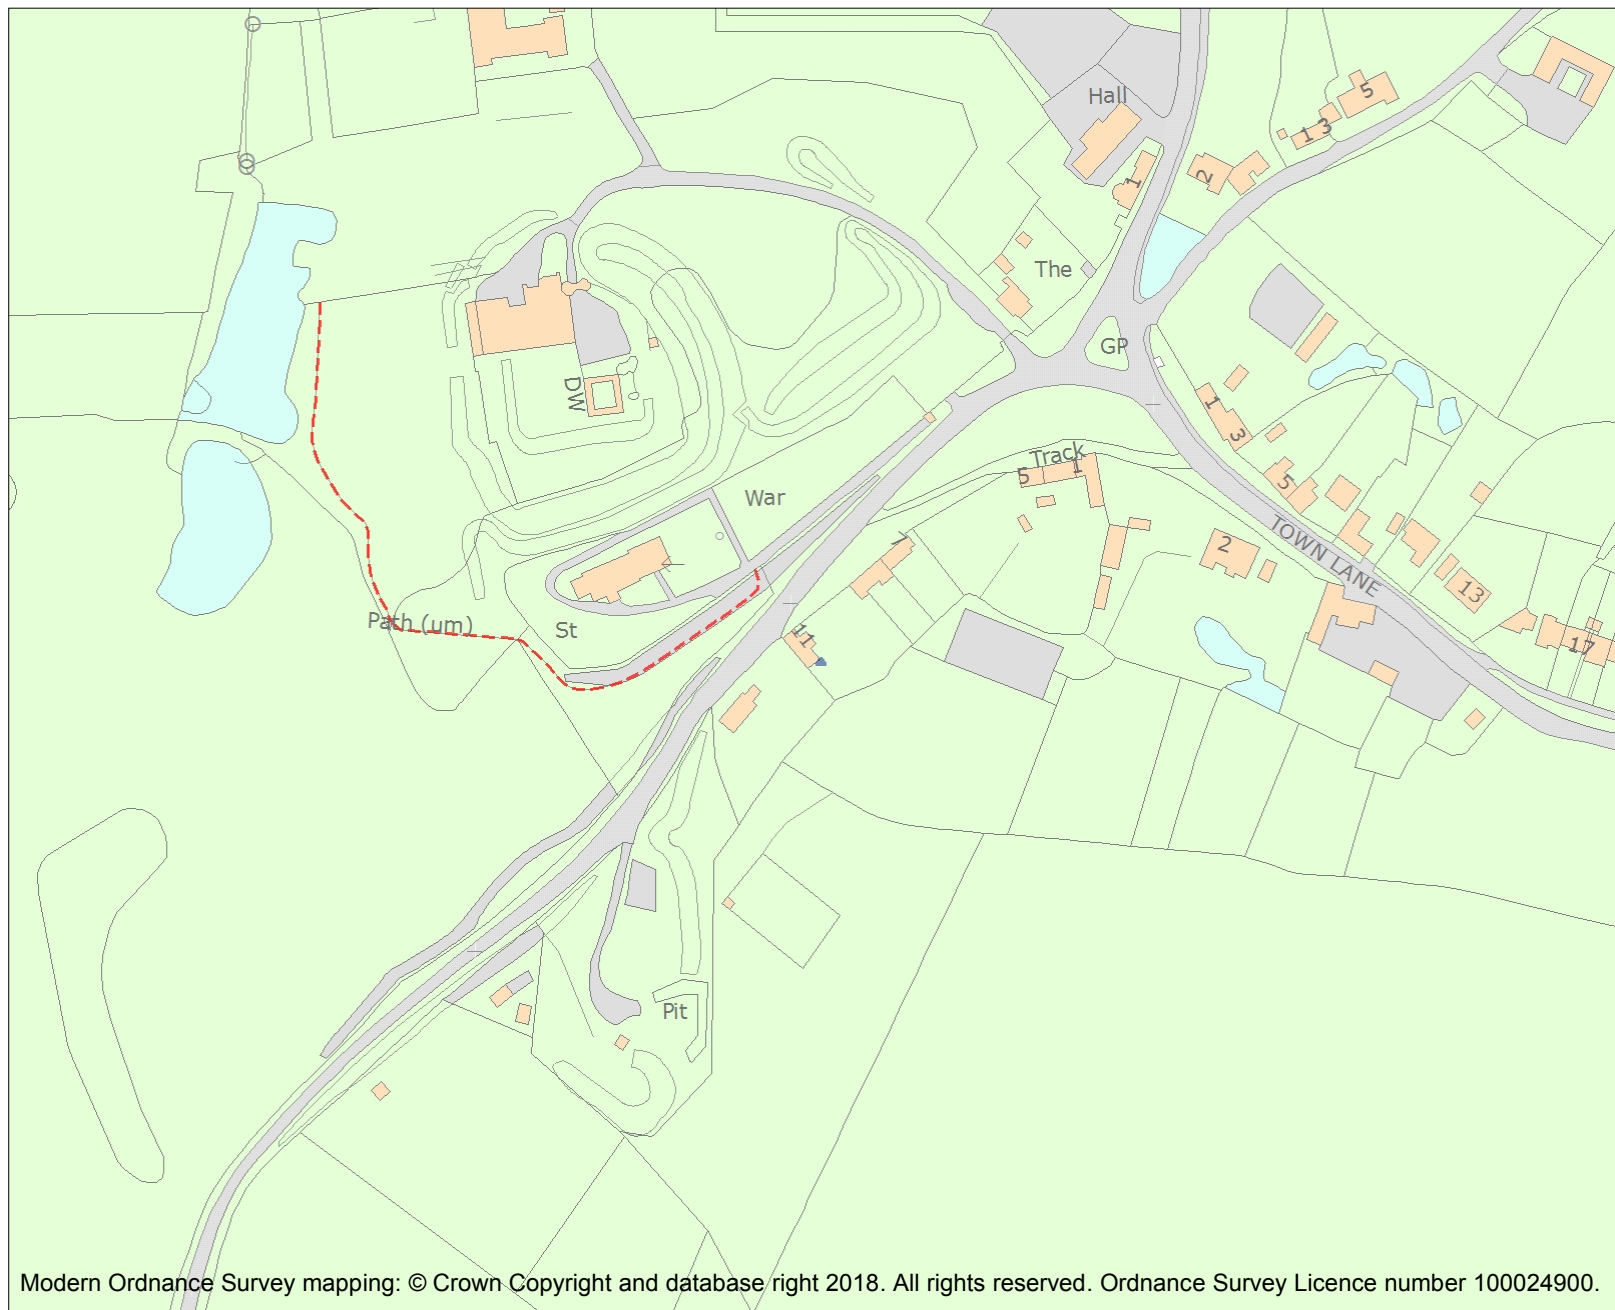 Hall
5
1 3
2
1
The
GP
DW
1
3
Track
5
1
5
War
TOWN LANE
7
2
13
Path (um)
St
11
17
Pit
Modern Ordnance Survey mapping: © Crown Copyright and database right 2018. All rights reserved. Ordnance Survey Licence number 100024900.